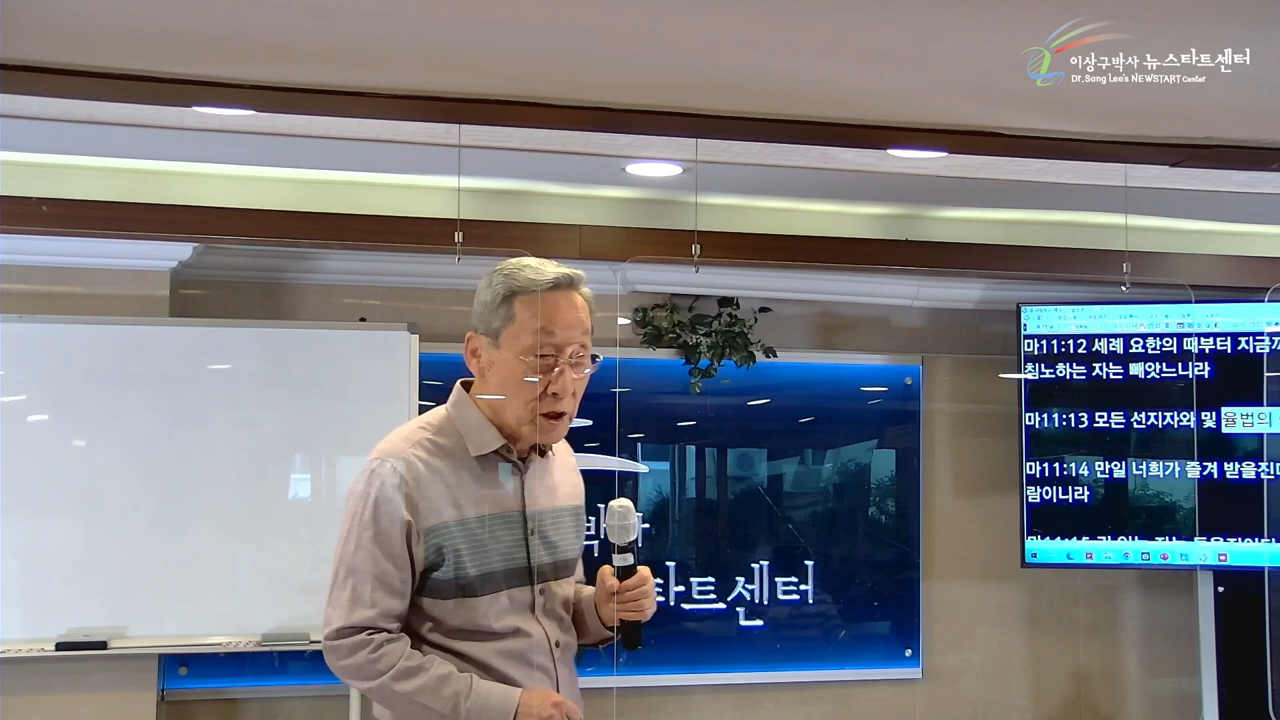 이상구박사 뉴스타트센터
Dr. Sang Lee's NEWSTART Center
마11:12 세례 요한의 때부터 지금까
침노하는 자는 빼앗느니라
마11:13 모든 선지자와 및 율법의
마11:14 만일 너희가 즐겨 받을진대
람이니라
박사
타트센터